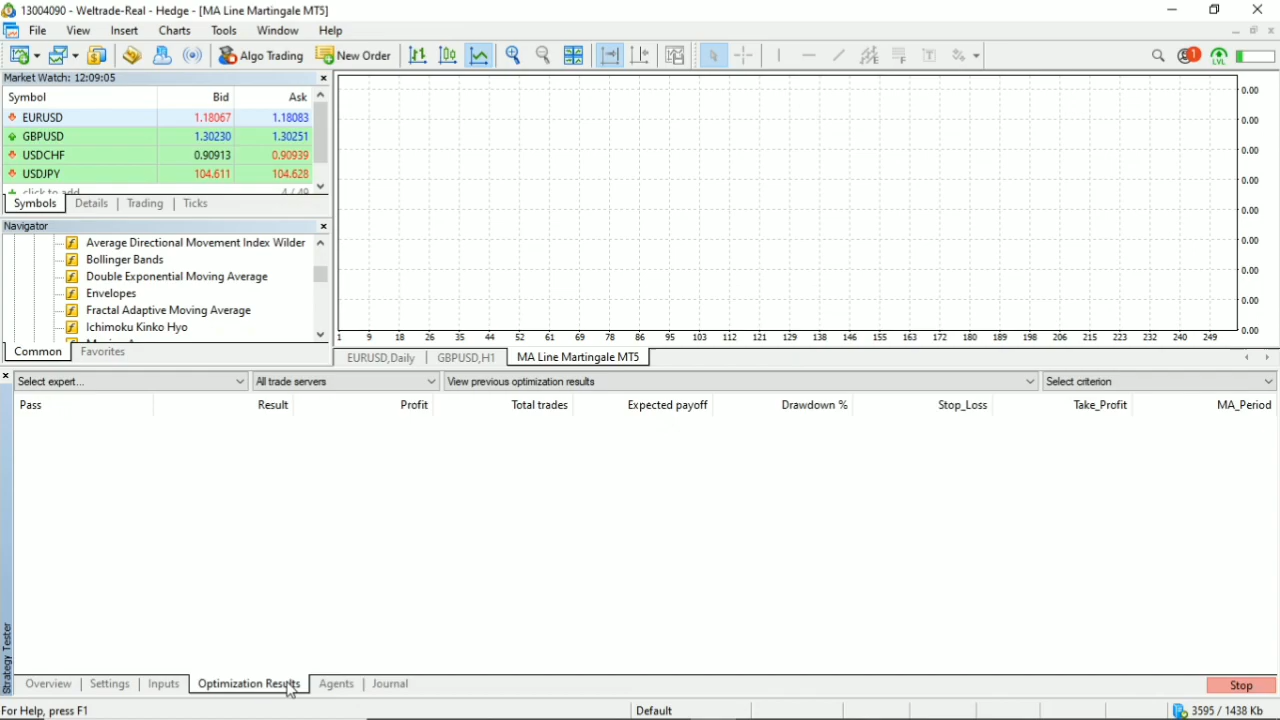 13004090 - Weltrade-Real - Hedge - [MA Line Martingale MT5]
File View Insert Charts Tools Window Help
Algo Trading New Order 1 LVL
Market Watch: 12:09:05
Symbol Bid Ask
EURUSD 1.18067 1.18083
GBPUSD 1.30230 1.30251
USDCHF 0.90913 0.90939
USDJPY 104.611 104.628
click to add 4 / 49
Symbols Details Trading Ticks
Navigator
Average Directional Movement Index Wilder
Bollinger Bands
Double Exponential Moving Average
Envelopes
Fractal Adaptive Moving Average
Ichimoku Kinko Hyo
Common Favorites
0.00
0.00
0.00
0.00
0.00
0.00
0.00
0.00
0.00
1 9 18 26 35 44 52 61 69 78 86 95 103 112 121 129 138 146 155 163 172 180 189 198 206 215 223 232 240 249
EURUSD,Daily GBPUSD,H1 MA Line Martingale MT5
Select expert... All trade servers View previous optimization results Select criterion
Pass Result Profit Total trades Expected payoff Drawdown % Stop_Loss Take_Profit MA_Period
Strategy Tester
Overview Settings Inputs Optimization Results Agents Journal Stop
For Help, press F1 Default 3595 / 1438 Kb